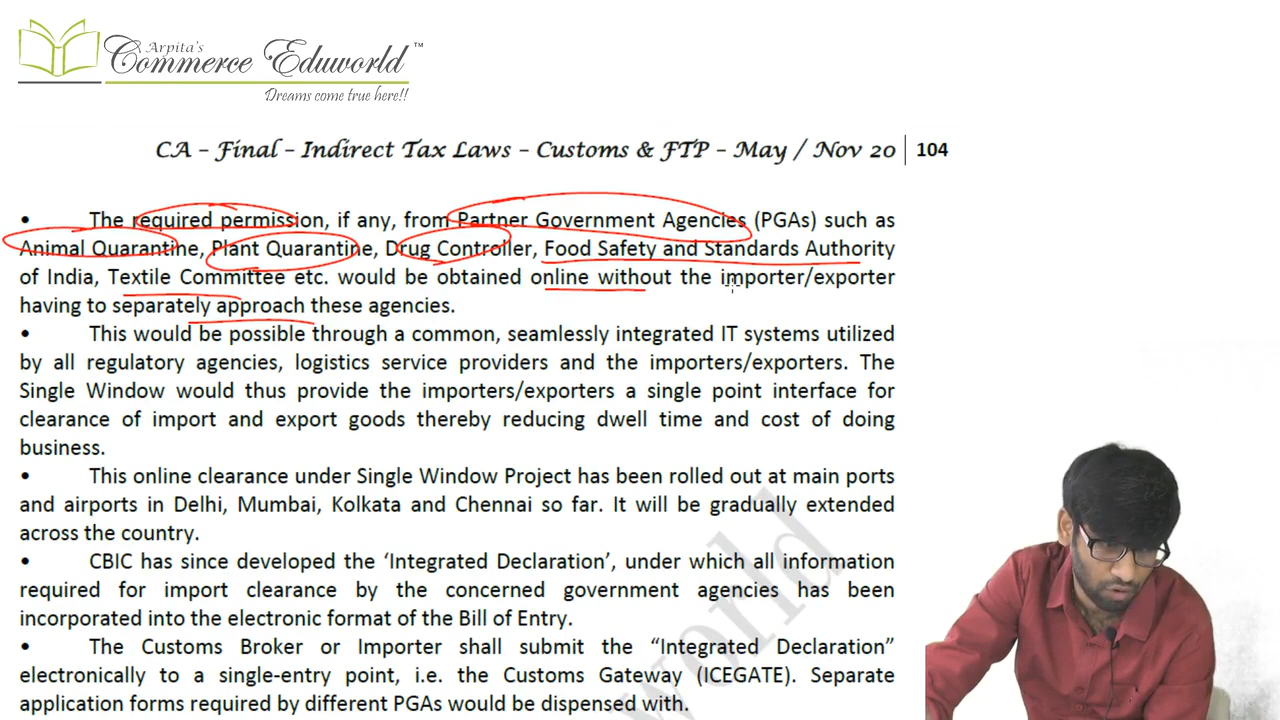 Arpita's
Commerce Eduworld™
Dreams come true here!!
CA – Final – Indirect Tax Laws – Customs & FTP – May / Nov 20 | 104
• The required permission, if any, from Partner Government Agencies (PGAs) such as
Animal Quarantine, Plant Quarantine, Drug Controller, Food Safety and Standards Authority
of India, Textile Committee etc. would be obtained online without the importer/exporter
having to separately approach these agencies.
• This would be possible through a common, seamlessly integrated IT systems utilized
by all regulatory agencies, logistics service providers and the importers/exporters. The
Single Window would thus provide the importers/exporters a single point interface for
clearance of import and export goods thereby reducing dwell time and cost of doing
business.
• This online clearance under Single Window Project has been rolled out at main ports
and airports in Delhi, Mumbai, Kolkata and Chennai so far. It will be gradually extended
across the country.
• CBIC has since developed the ‘Integrated Declaration’, under which all information
required for import clearance by the concerned government agencies has been
incorporated into the electronic format of the Bill of Entry.
• The Customs Broker or Importer shall submit the “Integrated Declaration”
electronically to a single-entry point, i.e. the Customs Gateway (ICEGATE). Separate
application forms required by different PGAs would be dispensed with.
world